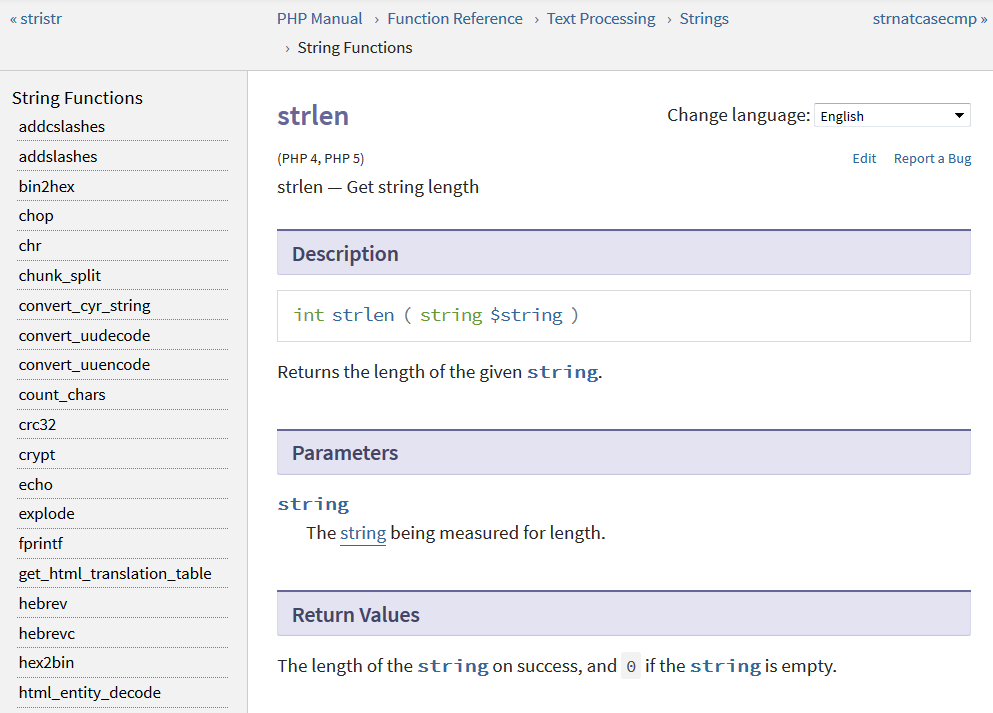 « stristr
PHP Manual › Function Reference › Text Processing › Strings
› String Functions
strnatcasecmp »
String Functions
addcslashes
addslashes
bin2hex
chop
chr
chunk_split
convert_cyr_string
convert_uudecode
convert_uuencode
count_chars
crc32
crypt
echo
explode
fprintf
get_html_translation_table
hebrev
hebrevc
hex2bin
html_entity_decode
strlen
Change language: English
(PHP 4, PHP 5)
Edit Report a Bug
strlen — Get string length
Description
int strlen ( string $string )
Returns the length of the given string.
Parameters
string
The string being measured for length.
Return Values
The length of the string on success, and 0 if the string is empty.